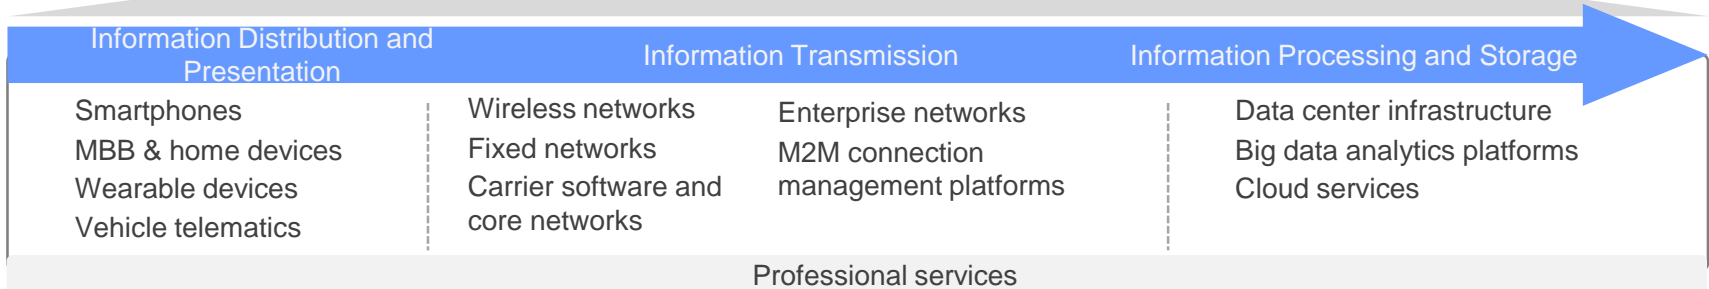 Information Distribution and
Presentation
Information Transmission
Information Processing and Storage
Smartphones
MBB & home devices
Wearable devices
Vehicle telematics
Wireless networks
Fixed networks
Carrier software and
core networks
Enterprise networks
M2M connection
management platforms
Data center infrastructure
Big data analytics platforms
Cloud services
Professional services